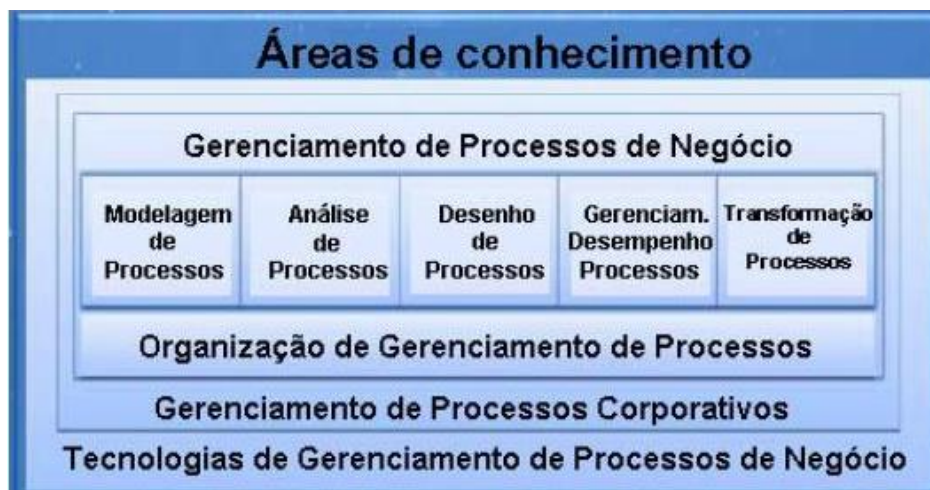 Áreas de conhecimento
Gerenciamento de Processos de Negócio
Modelagem
de
Processos
Análise
de
Processos
Desenho
de
Processos
Gerenciam.
Desempenho
Processos
Transformação
de
Processos
Organização de Gerenciamento de Processos
Gerenciamento de Processos Corporativos
Tecnologias de Gerenciamento de Processos de Negócio